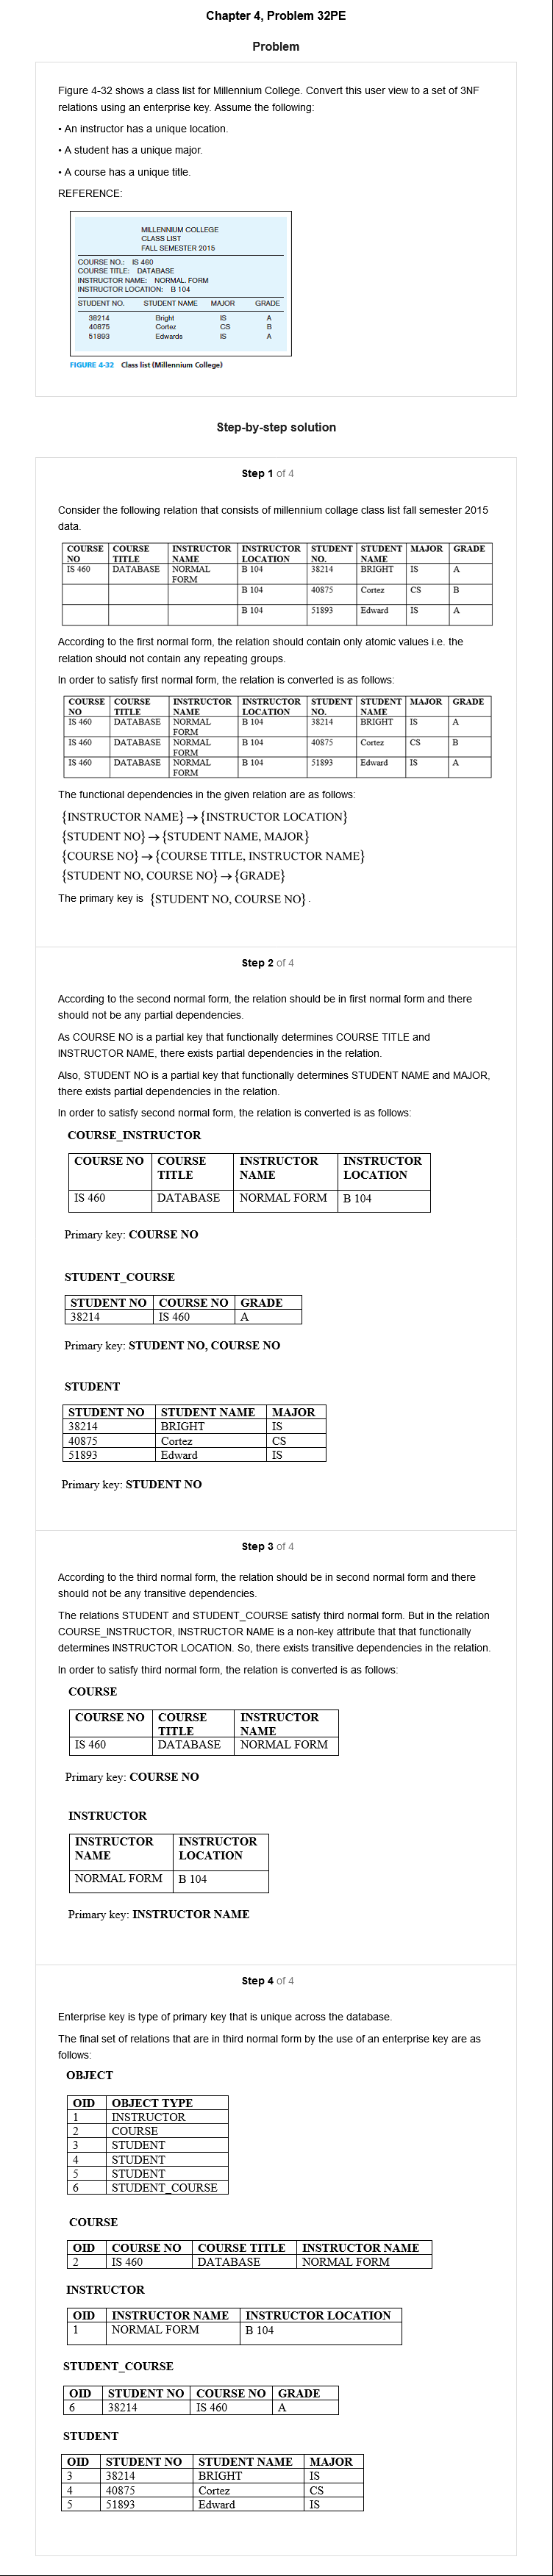 Chapter 4, Problem 32PE
Problem
Figure 4-32 shows a class list for Millennium College. Convert this user view to a set of 3NF
relations using an enterprise key. Assume the following:
• An instructor has a unique location.
• A student has a unique major.
• A course has a unique title.
REFERENCE:
MILLENNIUM COLLEGE
CLASS LIST
FALL SEMESTER 2015
COURSE NO.: IS 460
COURSE TITLE: DATABASE
INSTRUCTOR NAME: NORMAL. FORM
INSTRUCTOR LOCATION: B 104
STUDENT NO. STUDENT NAME MAJOR GRADE
38214 Bright IS A
40875 Cortez CS B
51893 Edwards IS A
FIGURE 4-32 Class list (Millennium College)
Step-by-step solution
Step 1 of 4
Consider the following relation that consists of millennium collage class list fall semester 2015
data.
COURSE NO COURSE TITLE INSTRUCTOR NAME INSTRUCTOR LOCATION STUDENT NO. STUDENT NAME MAJOR GRADE
IS 460 DATABASE NORMAL FORM B 104 38214 BRIGHT IS A
B 104 40875 Cortez CS B
B 104 51893 Edward IS A
According to the first normal form, the relation should contain only atomic values i.e. the
relation should not contain any repeating groups.
In order to satisfy first normal form, the relation is converted is as follows:
COURSE NO COURSE TITLE INSTRUCTOR NAME INSTRUCTOR LOCATION STUDENT NO. STUDENT NAME MAJOR GRADE
IS 460 DATABASE NORMAL FORM B 104 38214 BRIGHT IS A
IS 460 DATABASE NORMAL FORM B 104 40875 Cortez CS B
IS 460 DATABASE NORMAL FORM B 104 51893 Edward IS A
The functional dependencies in the given relation are as follows:
{INSTRUCTOR NAME} → {INSTRUCTOR LOCATION}
{STUDENT NO} → {STUDENT NAME, MAJOR}
{COURSE NO} → {COURSE TITLE, INSTRUCTOR NAME}
{STUDENT NO, COURSE NO} → {GRADE}
The primary key is {STUDENT NO, COURSE NO}.
Step 2 of 4
According to the second normal form, the relation should be in first normal form and there
should not be any partial dependencies.
As COURSE NO is a partial key that functionally determines COURSE TITLE and
INSTRUCTOR NAME, there exists partial dependencies in the relation.
Also, STUDENT NO is a partial key that functionally determines STUDENT NAME and MAJOR,
there exists partial dependencies in the relation.
In order to satisfy second normal form, the relation is converted is as follows:
COURSE_INSTRUCTOR
COURSE NO COURSE TITLE INSTRUCTOR NAME INSTRUCTOR LOCATION
IS 460 DATABASE NORMAL FORM B 104
Primary key: COURSE NO
STUDENT_COURSE
STUDENT NO COURSE NO GRADE
38214 IS 460 A
Primary key: STUDENT NO, COURSE NO
STUDENT
STUDENT NO STUDENT NAME MAJOR
38214 BRIGHT IS
40875 Cortez CS
51893 Edward IS
Primary key: STUDENT NO
Step 3 of 4
According to the third normal form, the relation should be in second normal form and there
should not be any transitive dependencies.
The relations STUDENT and STUDENT_COURSE satisfy third normal form. But in the relation
COURSE_INSTRUCTOR, INSTRUCTOR NAME is a non-key attribute that that functionally
determines INSTRUCTOR LOCATION. So, there exists transitive dependencies in the relation.
In order to satisfy third normal form, the relation is converted is as follows:
COURSE
COURSE NO COURSE TITLE INSTRUCTOR NAME
IS 460 DATABASE NORMAL FORM
Primary key: COURSE NO
INSTRUCTOR
INSTRUCTOR NAME INSTRUCTOR LOCATION
NORMAL FORM B 104
Primary key: INSTRUCTOR NAME
Step 4 of 4
Enterprise key is type of primary key that is unique across the database.
The final set of relations that are in third normal form by the use of an enterprise key are as
follows:
OBJECT
OID OBJECT TYPE
1 INSTRUCTOR
2 COURSE
3 STUDENT
4 STUDENT
5 STUDENT
6 STUDENT_COURSE
COURSE
OID COURSE NO COURSE TITLE INSTRUCTOR NAME
2 IS 460 DATABASE NORMAL FORM
INSTRUCTOR
OID INSTRUCTOR NAME INSTRUCTOR LOCATION
1 NORMAL FORM B 104
STUDENT_COURSE
OID STUDENT NO COURSE NO GRADE
6 38214 IS 460 A
STUDENT
OID STUDENT NO STUDENT NAME MAJOR
3 38214 BRIGHT IS
4 40875 Cortez CS
5 51893 Edward IS